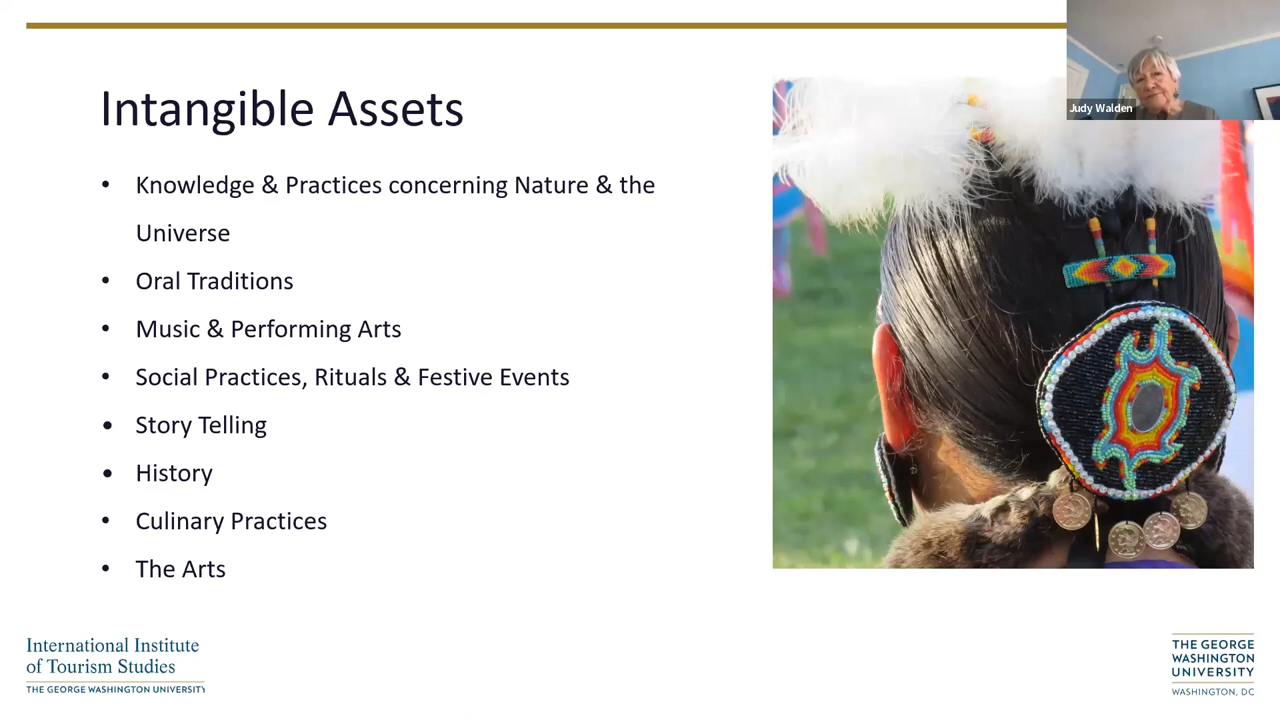 Judy Walden
Intangible Assets
• Knowledge & Practices concerning Nature & the
Universe
• Oral Traditions
• Music & Performing Arts
• Social Practices, Rituals & Festive Events
• Story Telling
• History
• Culinary Practices
• The Arts
International Institute
of Tourism Studies
THE GEORGE WASHINGTON UNIVERSITY
THE GEORGE
WASHINGTON
UNIVERSITY
WASHINGTON, DC